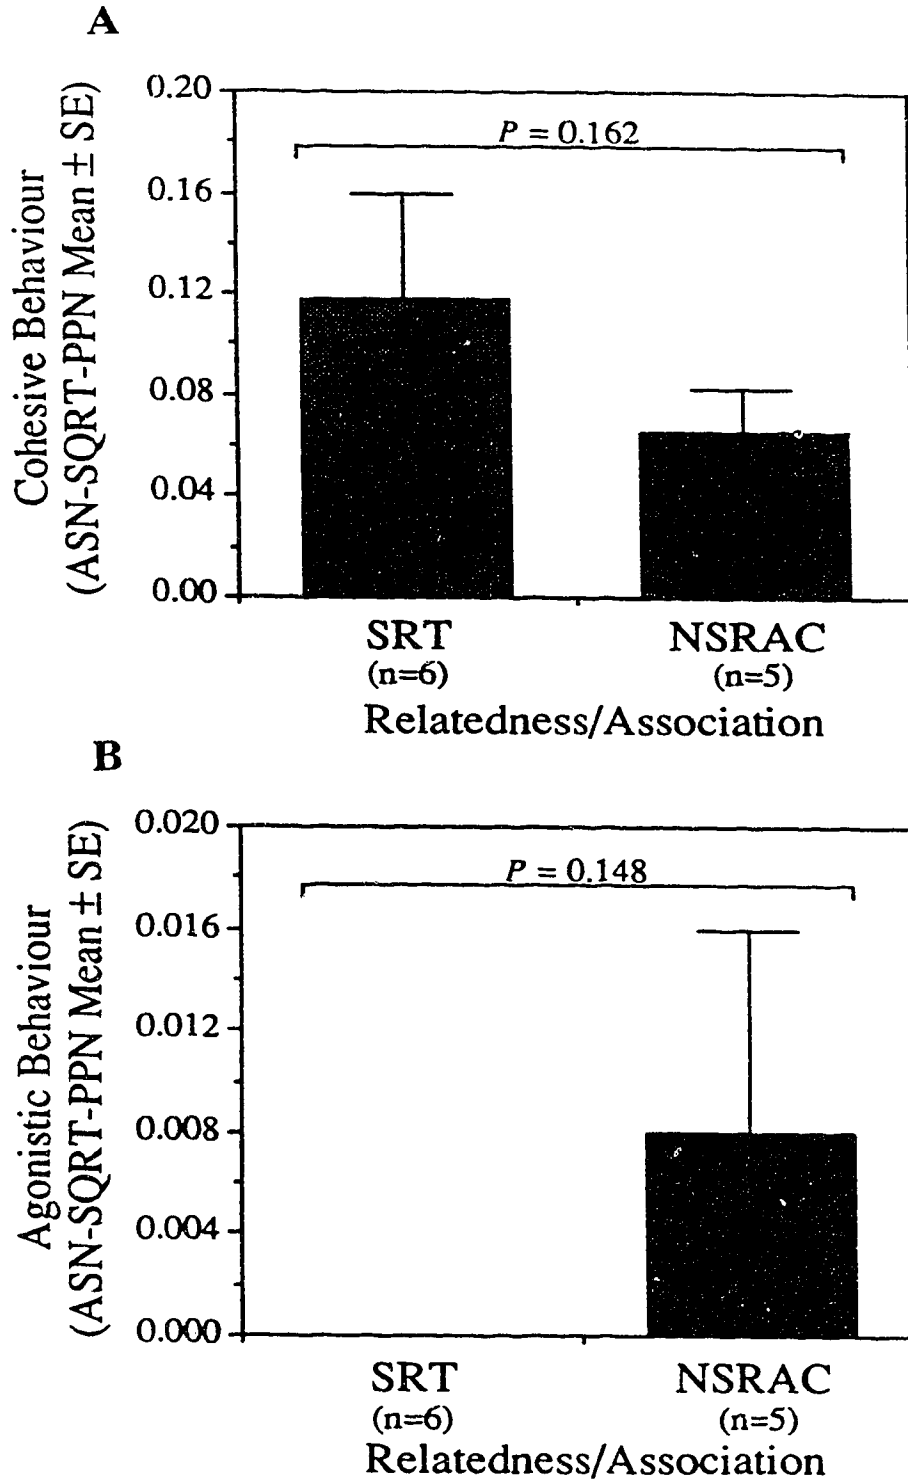 A
Cohesive Behaviour
(ASN-SQRT-PPN Mean ± SE)
0.20
0.16
0.12
0.08
0.04
0.00
P = 0.162
SRT
NSRAC
(n=6)
(n=5)
Relatedness/Association
B
Agonistic Behaviour
(ASN-SQRT-PPN Mean ± SE)
0.020
0.016
0.012
0.008
0.004
0.000
P = 0.148
SRT
NSRAC
(n=6)
(n=5)
Relatedness/Association